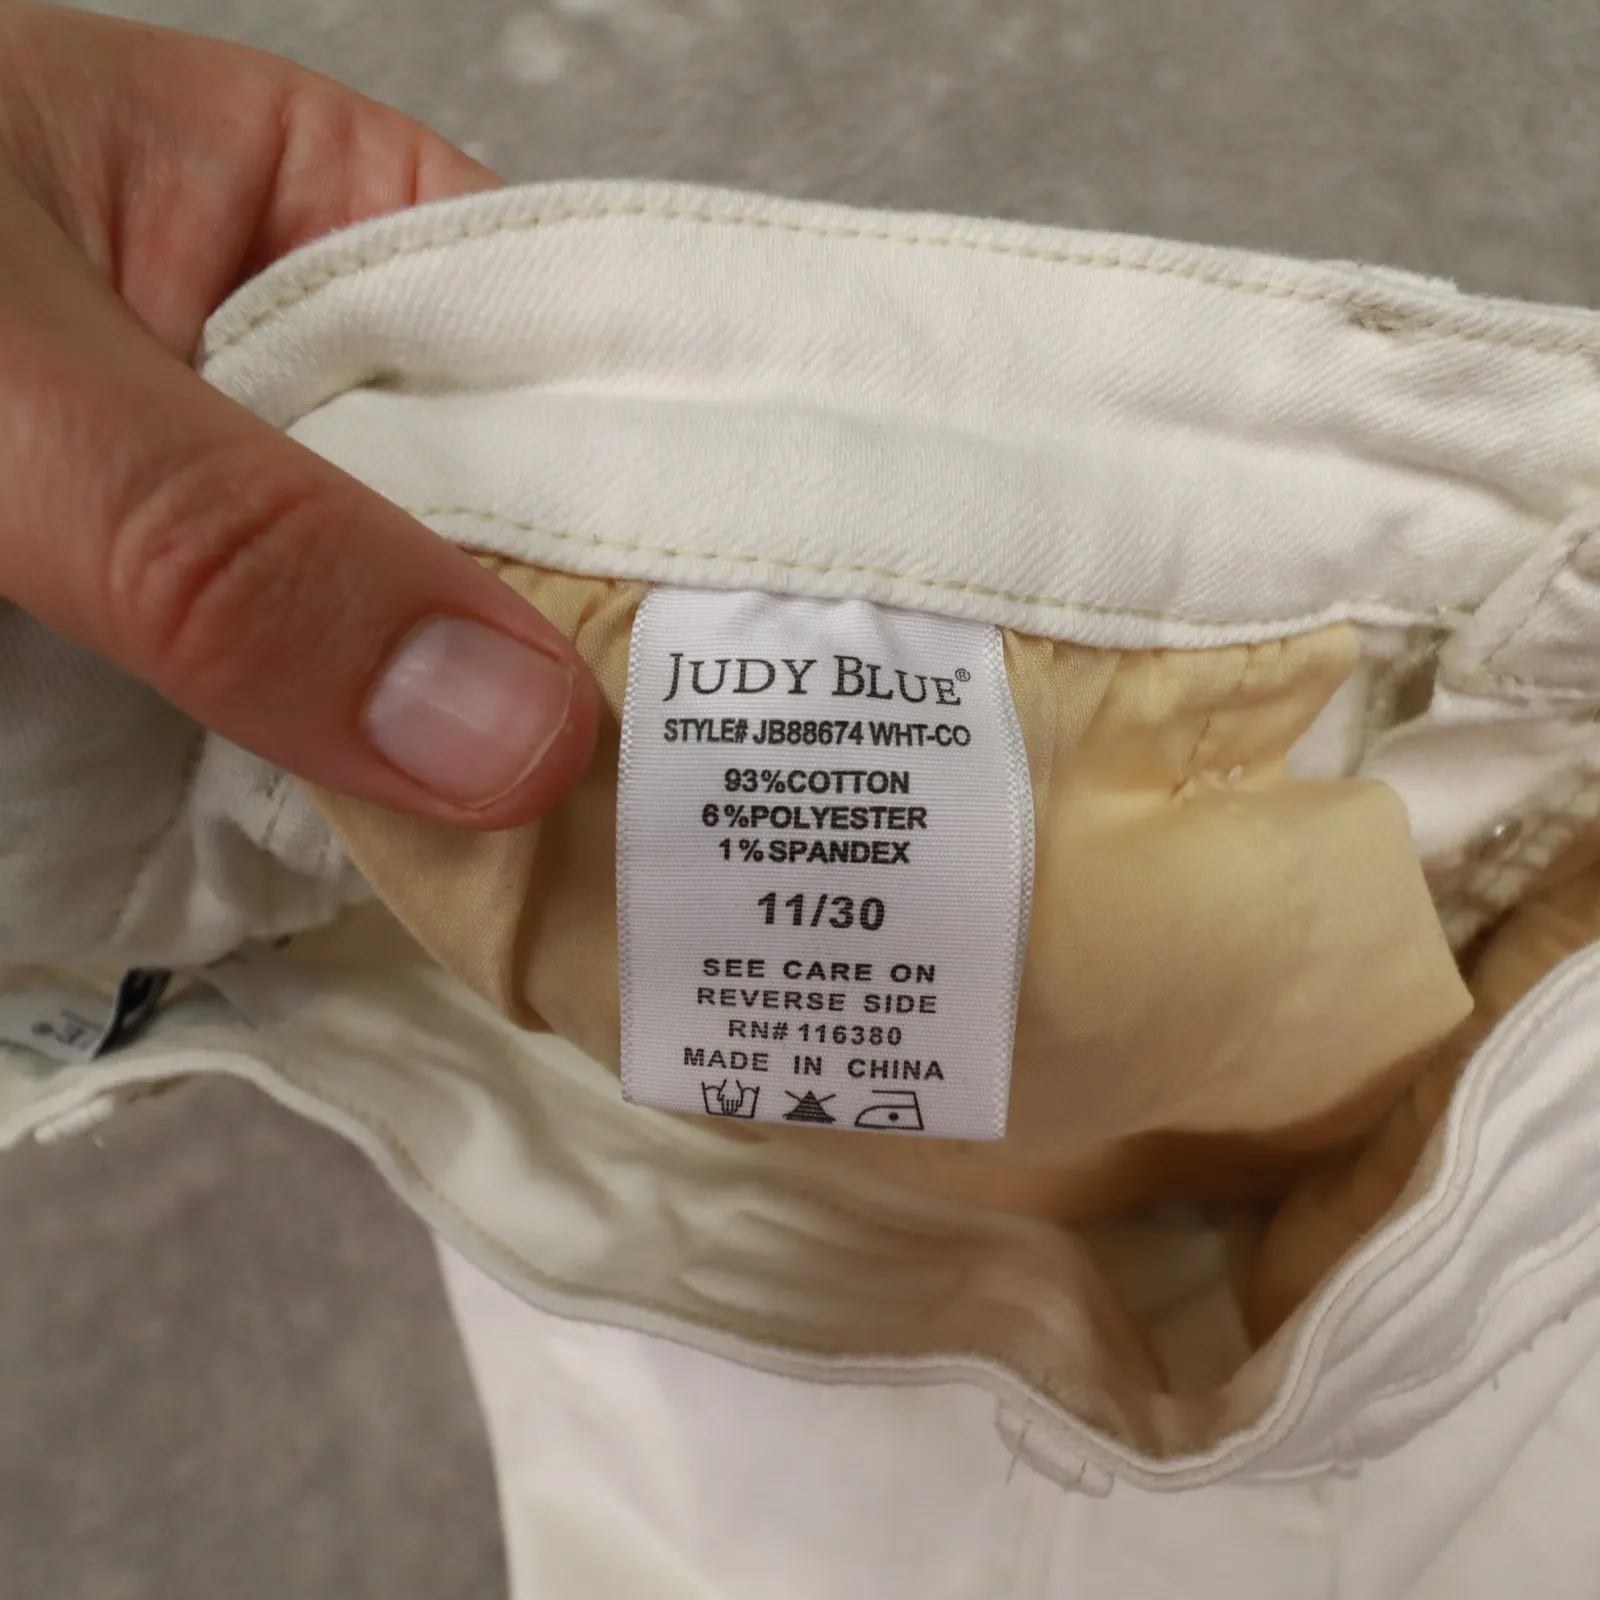 JUDY BLUE®
STYLE# JB88674 WHT-CO
93%COTTON
6%POLYESTER
1%SPANDEX
11/30
SEE CARE ON
REVERSE SIDE
RN# 116380
MADE IN CHINA